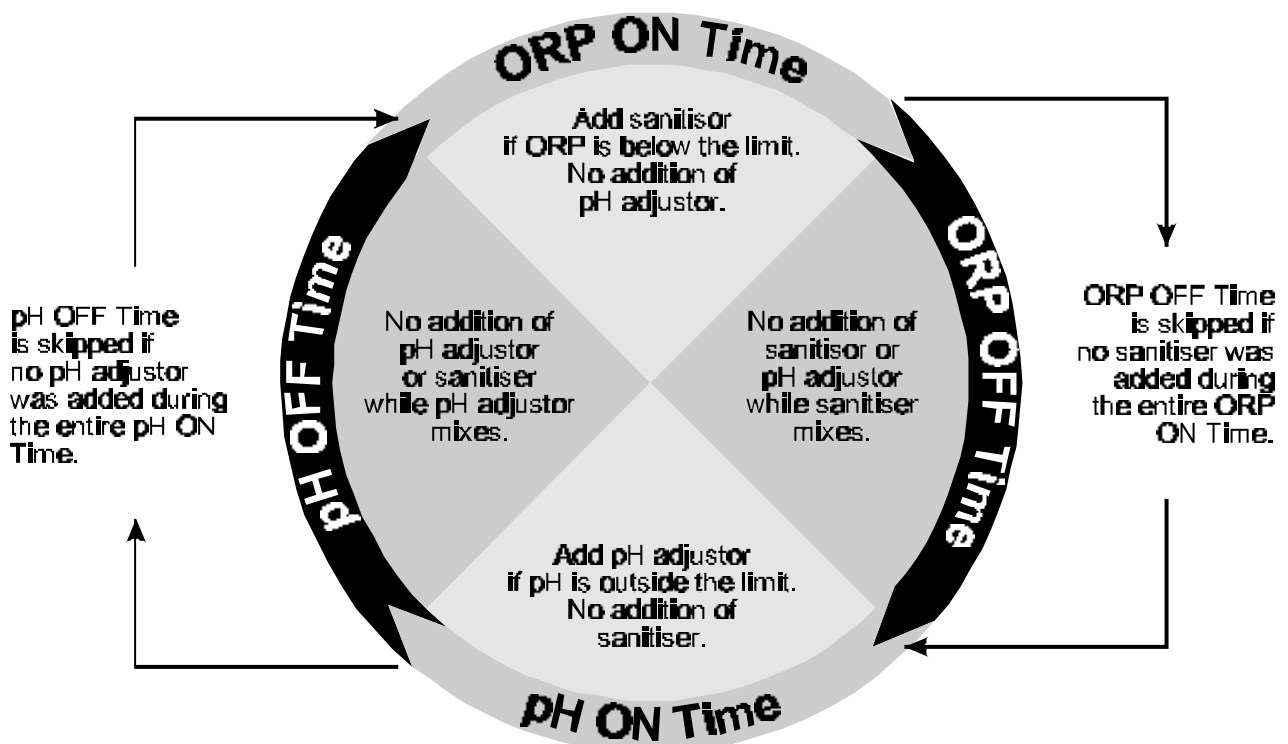 ORP ON Time
Add sanitisor
if ORP is below the limit.
No addition of
pH adjustor.
ORP OFF Time
No addition of
sanitisor or
pH adjustor
while sanitiser
mixes.
ORP OFF Time
is skipped if
no sanitiser was
added during
the entire ORP
ON Time.
pH ON Time
Add pH adjustor
if pH is outside the limit.
No addition of
sanitiser.
pH OFF Time
No addition of
pH adjustor
or sanitiser
while pH adjustor
mixes.
pH OFF Time
is skipped if
no pH adjustor
was added during
the entire pH ON
Time.